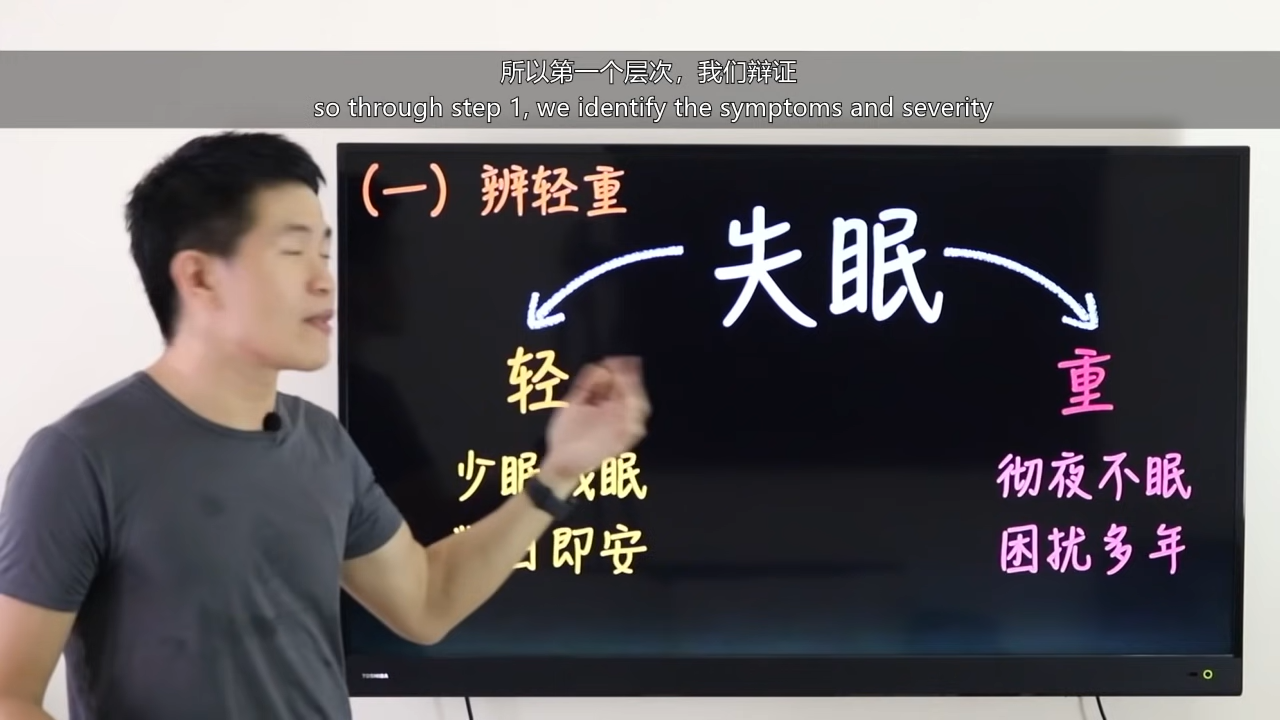 所以第一个层次，我们辩证
so through step 1, we identify the symptoms and severity
（一）辨轻重
失眠
轻
重
少眠 眠
彻夜不眠
日即安
困扰多年
TOSHIBA